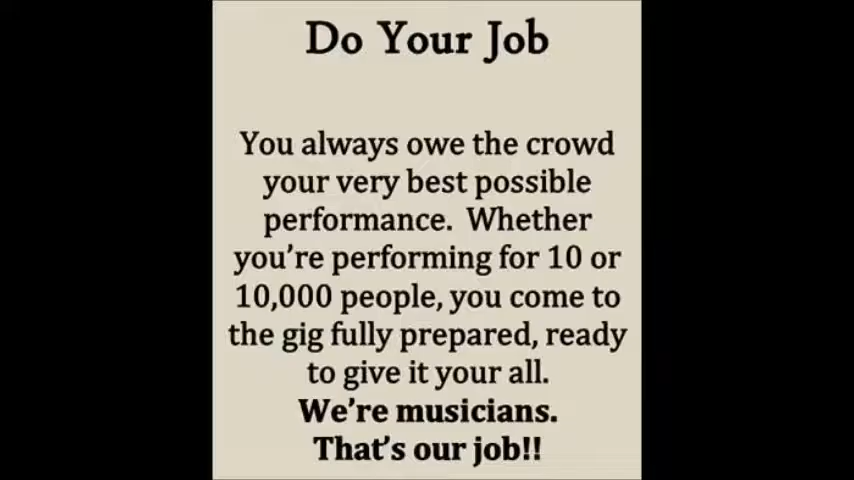 Do Your Job
You always owe the crowd
your very best possible
performance.  Whether
you're performing for 10 or
10,000 people, you come to
the gig fully prepared, ready
to give it your all.
We're musicians.
That's our job!!